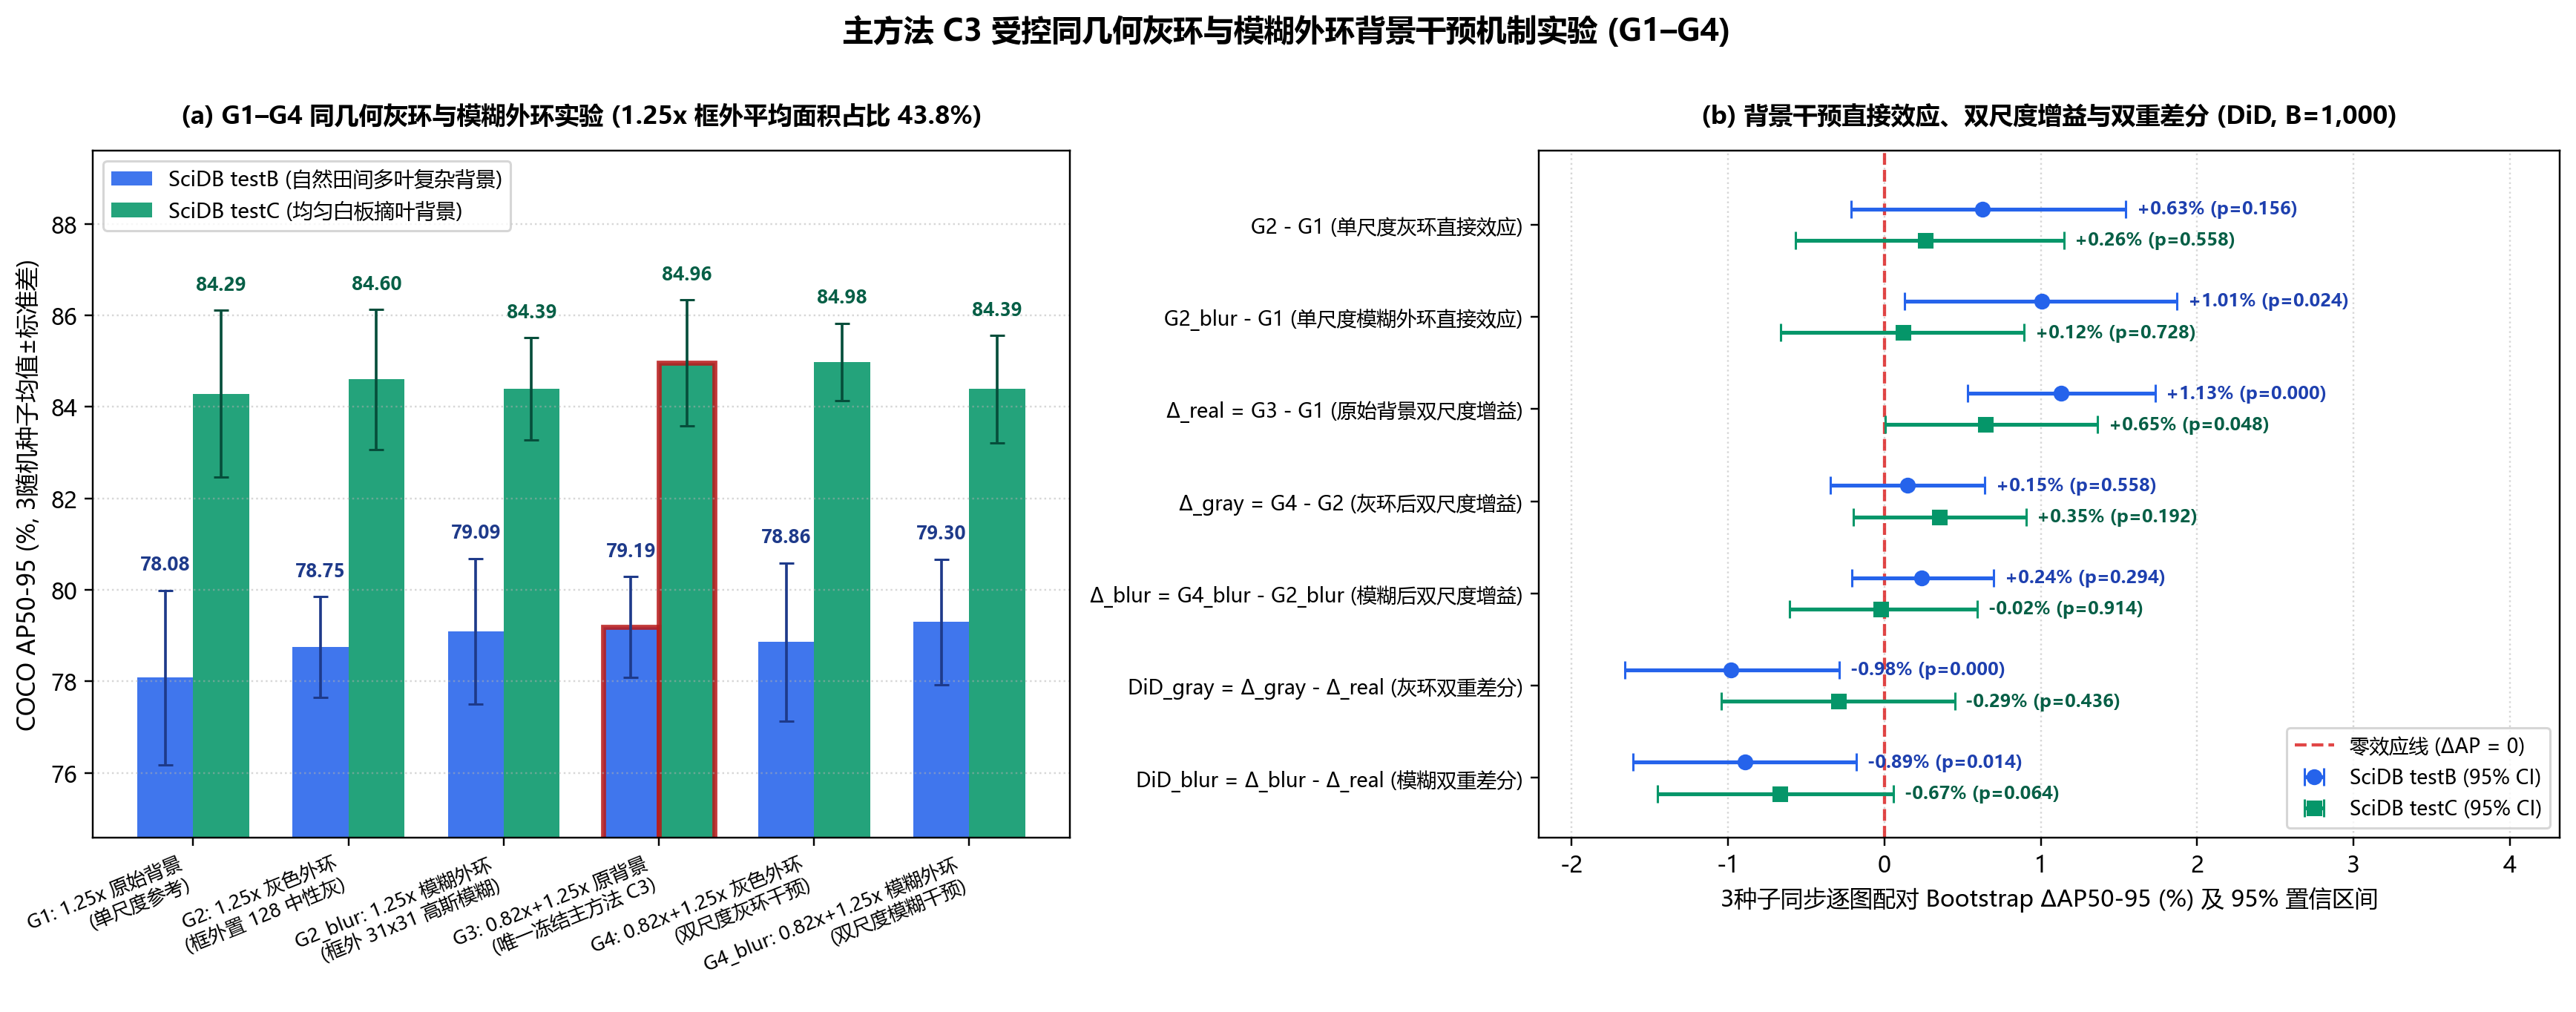 主方法 C3 受控同几何灰环与模糊外环背景干预机制实验 (G1–G4)
(a) G1–G4 同几何灰环与模糊外环实验 (1.25x 框外平均面积占比 43.8%)
SciDB testB (自然田间多叶复杂背景)
SciDB testC (均匀白板摘叶背景)
COCO AP50-95 (%, 3随机种子均值±标准差)
88
86
84
82
80
78
76
78.08
84.29
78.75
84.60
79.09
84.39
79.19
84.96
78.86
84.98
79.30
84.39
G1: 1.25x 原始背景
(单尺度参考)
G2: 1.25x 灰色外环
(框外置 128 中性灰)
G2_blur: 1.25x 模糊外环
(框外 31x31 高斯模糊)
G3: 0.82x+1.25x 原背景
(唯一冻结主方法 C3)
G4: 0.82x+1.25x 灰色外环
(双尺度灰环干预)
G4_blur: 0.82x+1.25x 模糊外环
(双尺度模糊干预)
(b) 背景干预直接效应、双尺度增益与双重差分 (DiD, B=1,000)
G2 - G1 (单尺度灰环直接效应)
+0.63% (p=0.156)
+0.26% (p=0.558)
G2_blur - G1 (单尺度模糊外环直接效应)
+1.01% (p=0.024)
+0.12% (p=0.728)
Δ_real = G3 - G1 (原始背景双尺度增益)
+1.13% (p=0.000)
+0.65% (p=0.048)
Δ_gray = G4 - G2 (灰环后双尺度增益)
+0.15% (p=0.558)
+0.35% (p=0.192)
Δ_blur = G4_blur - G2_blur (模糊后双尺度增益)
+0.24% (p=0.294)
-0.02% (p=0.914)
DiD_gray = Δ_gray - Δ_real (灰环双重差分)
-0.98% (p=0.000)
-0.29% (p=0.436)
DiD_blur = Δ_blur - Δ_real (模糊双重差分)
-0.89% (p=0.014)
-0.67% (p=0.064)
零效应线 (ΔAP = 0)
SciDB testB (95% CI)
SciDB testC (95% CI)
-2
-1
0
1
2
3
4
3种子同步逐图配对 Bootstrap ΔAP50-95 (%) 及 95% 置信区间